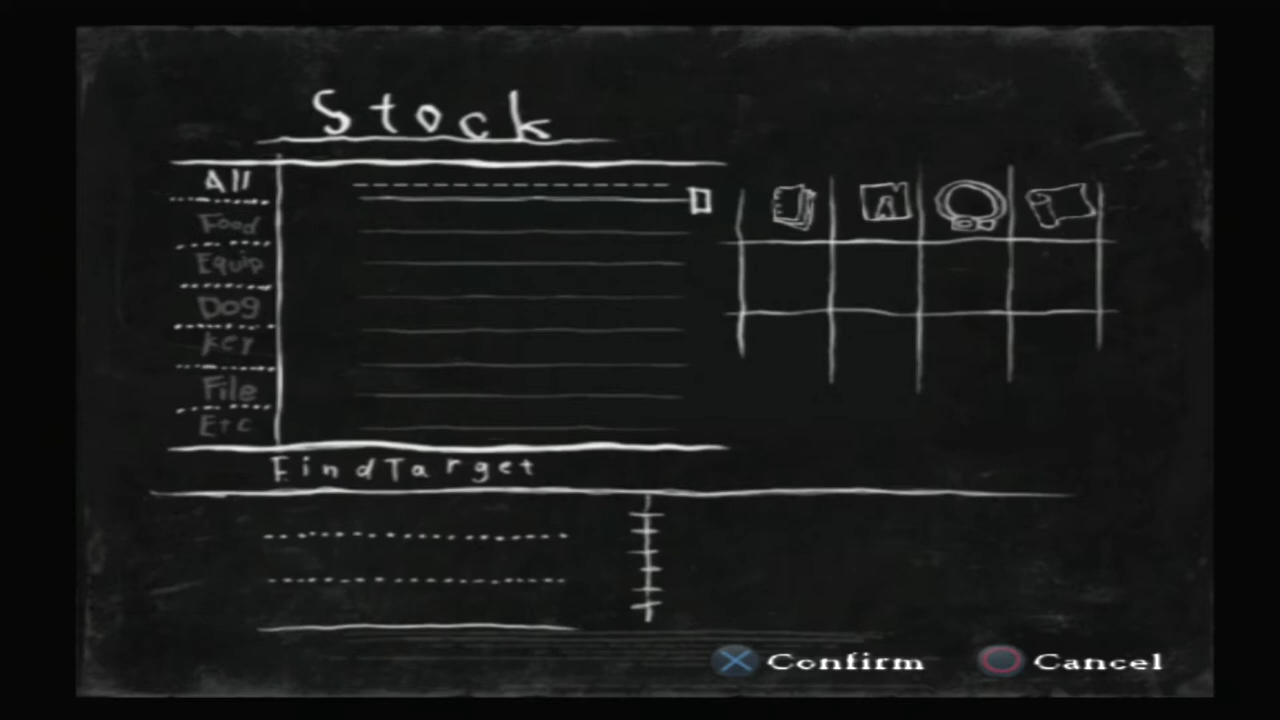 Stock
All
Food
Equip
Dog
Key
File
Etc
A
FindTarget
Confirm Cancel